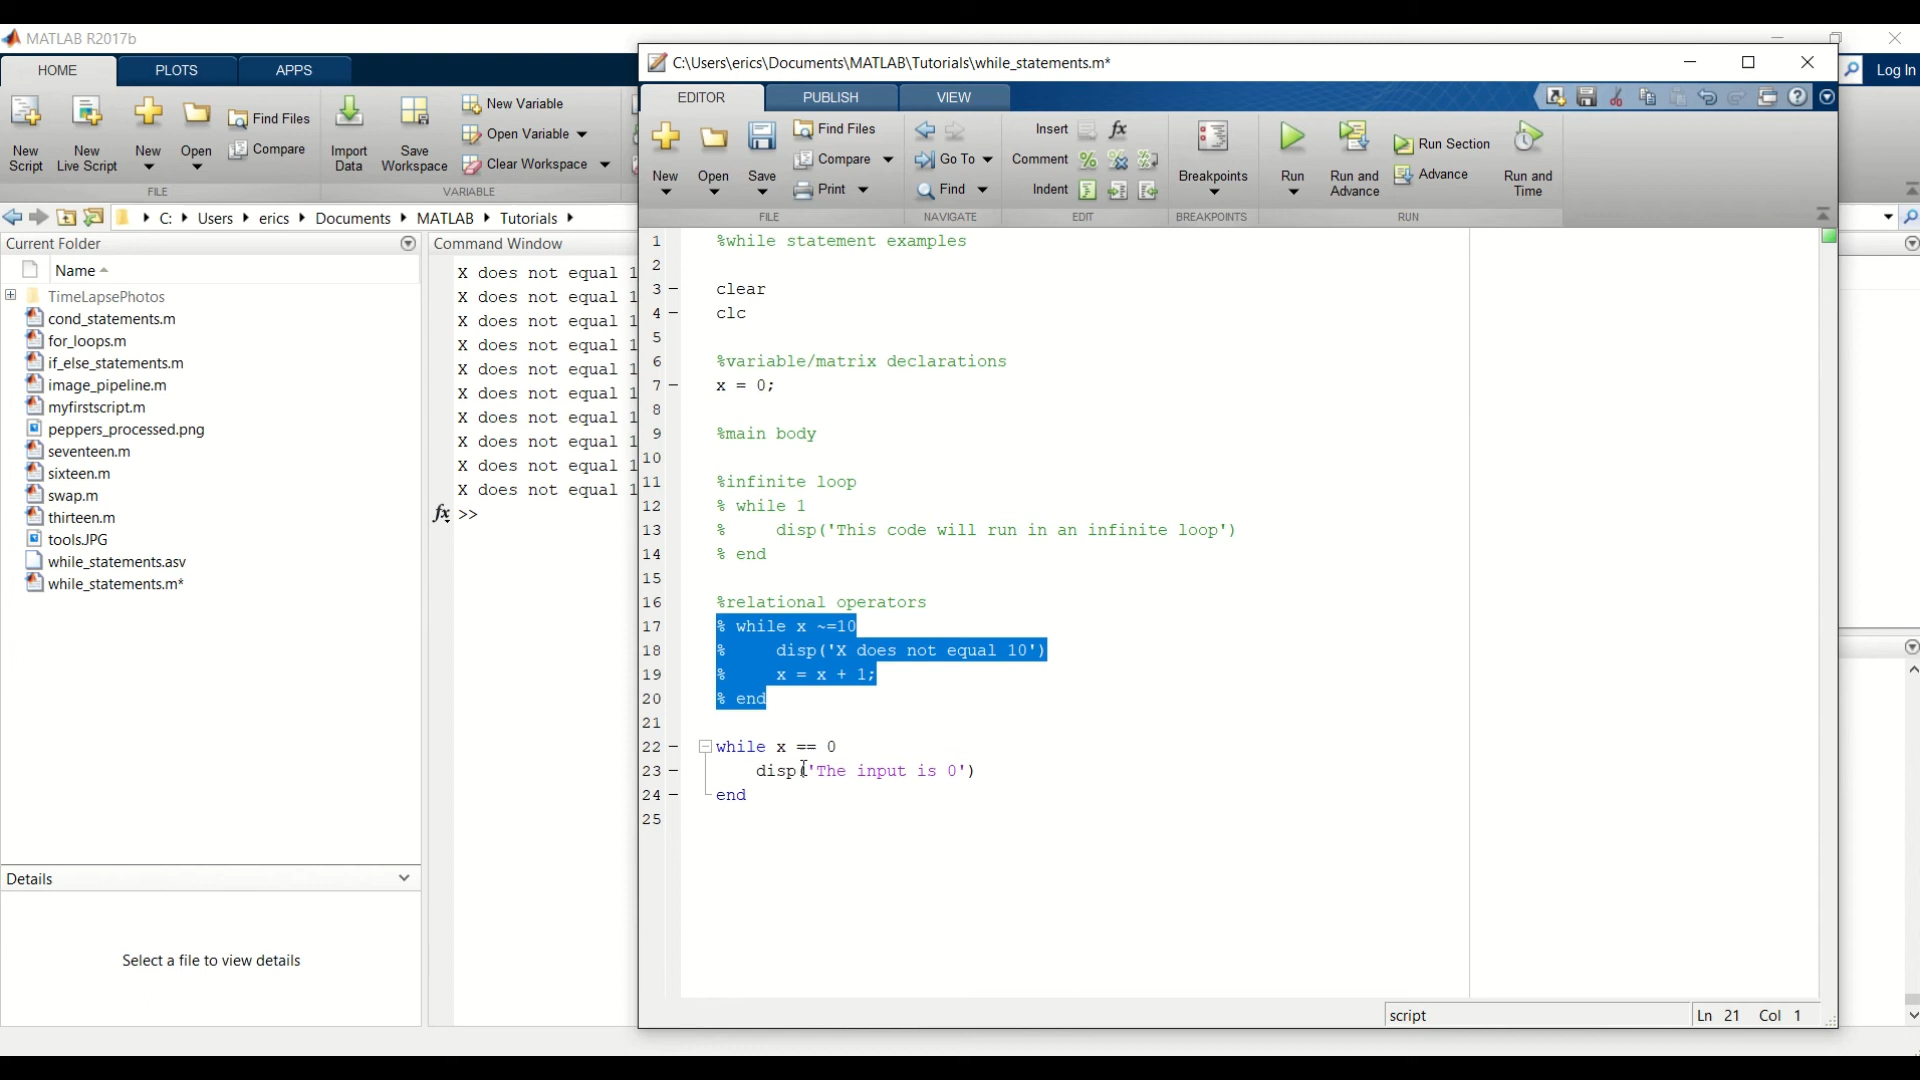 MATLAB R2017b
HOME
PLOTS
APPS
Log In
New Script
New Live Script
New
Open
Find Files
Compare
Import Data
Save Workspace
New Variable
Open Variable
Clear Workspace
FILE
VARIABLE
C: Users erics Documents MATLAB Tutorials
Current Folder
Name
TimeLapsePhotos
cond_statements.m
for_loops.m
if_else_statements.m
image_pipeline.m
myfirstscript.m
peppers_processed.png
seventeen.m
sixteen.m
swap.m
thirteen.m
tools.JPG
while_statements.asv
while_statements.m*
Details
Select a file to view details
Command Window
X does not equal 1
X does not equal 1
X does not equal 1
X does not equal 1
X does not equal 1
X does not equal 1
X does not equal 1
X does not equal 1
X does not equal 1
X does not equal 1
fx >>
C:\Users\erics\Documents\MATLAB\Tutorials\while_statements.m*
EDITOR
PUBLISH
VIEW
New
Open
Save
Find Files
Compare
Print
Go To
Find
Insert
fx
Comment
Indent
Breakpoints
Run
Run and Advance
Run Section
Advance
Run and Time
FILE
NAVIGATE
EDIT
BREAKPOINTS
RUN
1 %while statement examples
2
3 – clear
4 – clc
5
6 %variable/matrix declarations
7 – x = 0;
8
9 %main body
10
11 %infinite loop
12 % while 1
13 %     disp('This code will run in an infinite loop')
14 % end
15
16 %relational operators
17 % while x ~=10
18 %     disp('X does not equal 10')
19 %     x = x + 1;
20 % end
21
22 – while x == 0
23 –     disp('The input is 0')
24 – end
25
script
Ln 21 Col 1